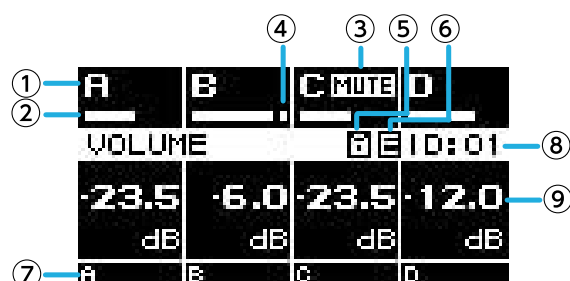 ④ ③ ⑤ ⑥
① A B C MUTE D
②
VOLUME ID:01 ⑧
-23.5 -6.0 -23.5 -12.0 ⑨
dB dB dB dB
⑦ A B C D